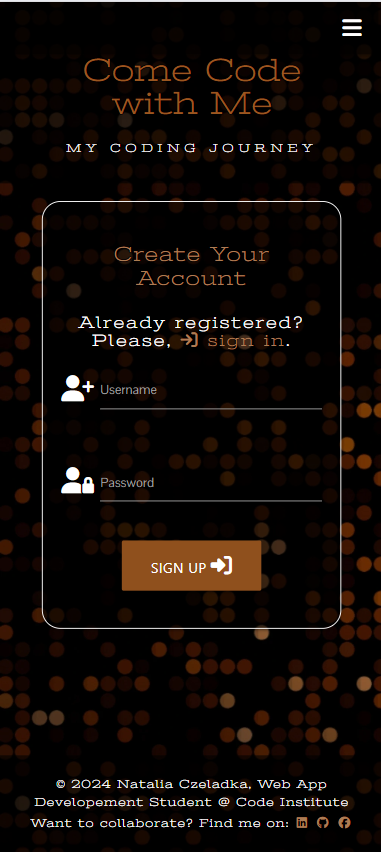 Come Code
with Me
MY CODING JOURNEY
Create Your
Account
Already registered?
Please, sign in.
Username
Password
SIGN UP
© 2024 Natalia Czeladka, Web App
Developement Student @ Code Institute
Want to collaborate? Find me on: